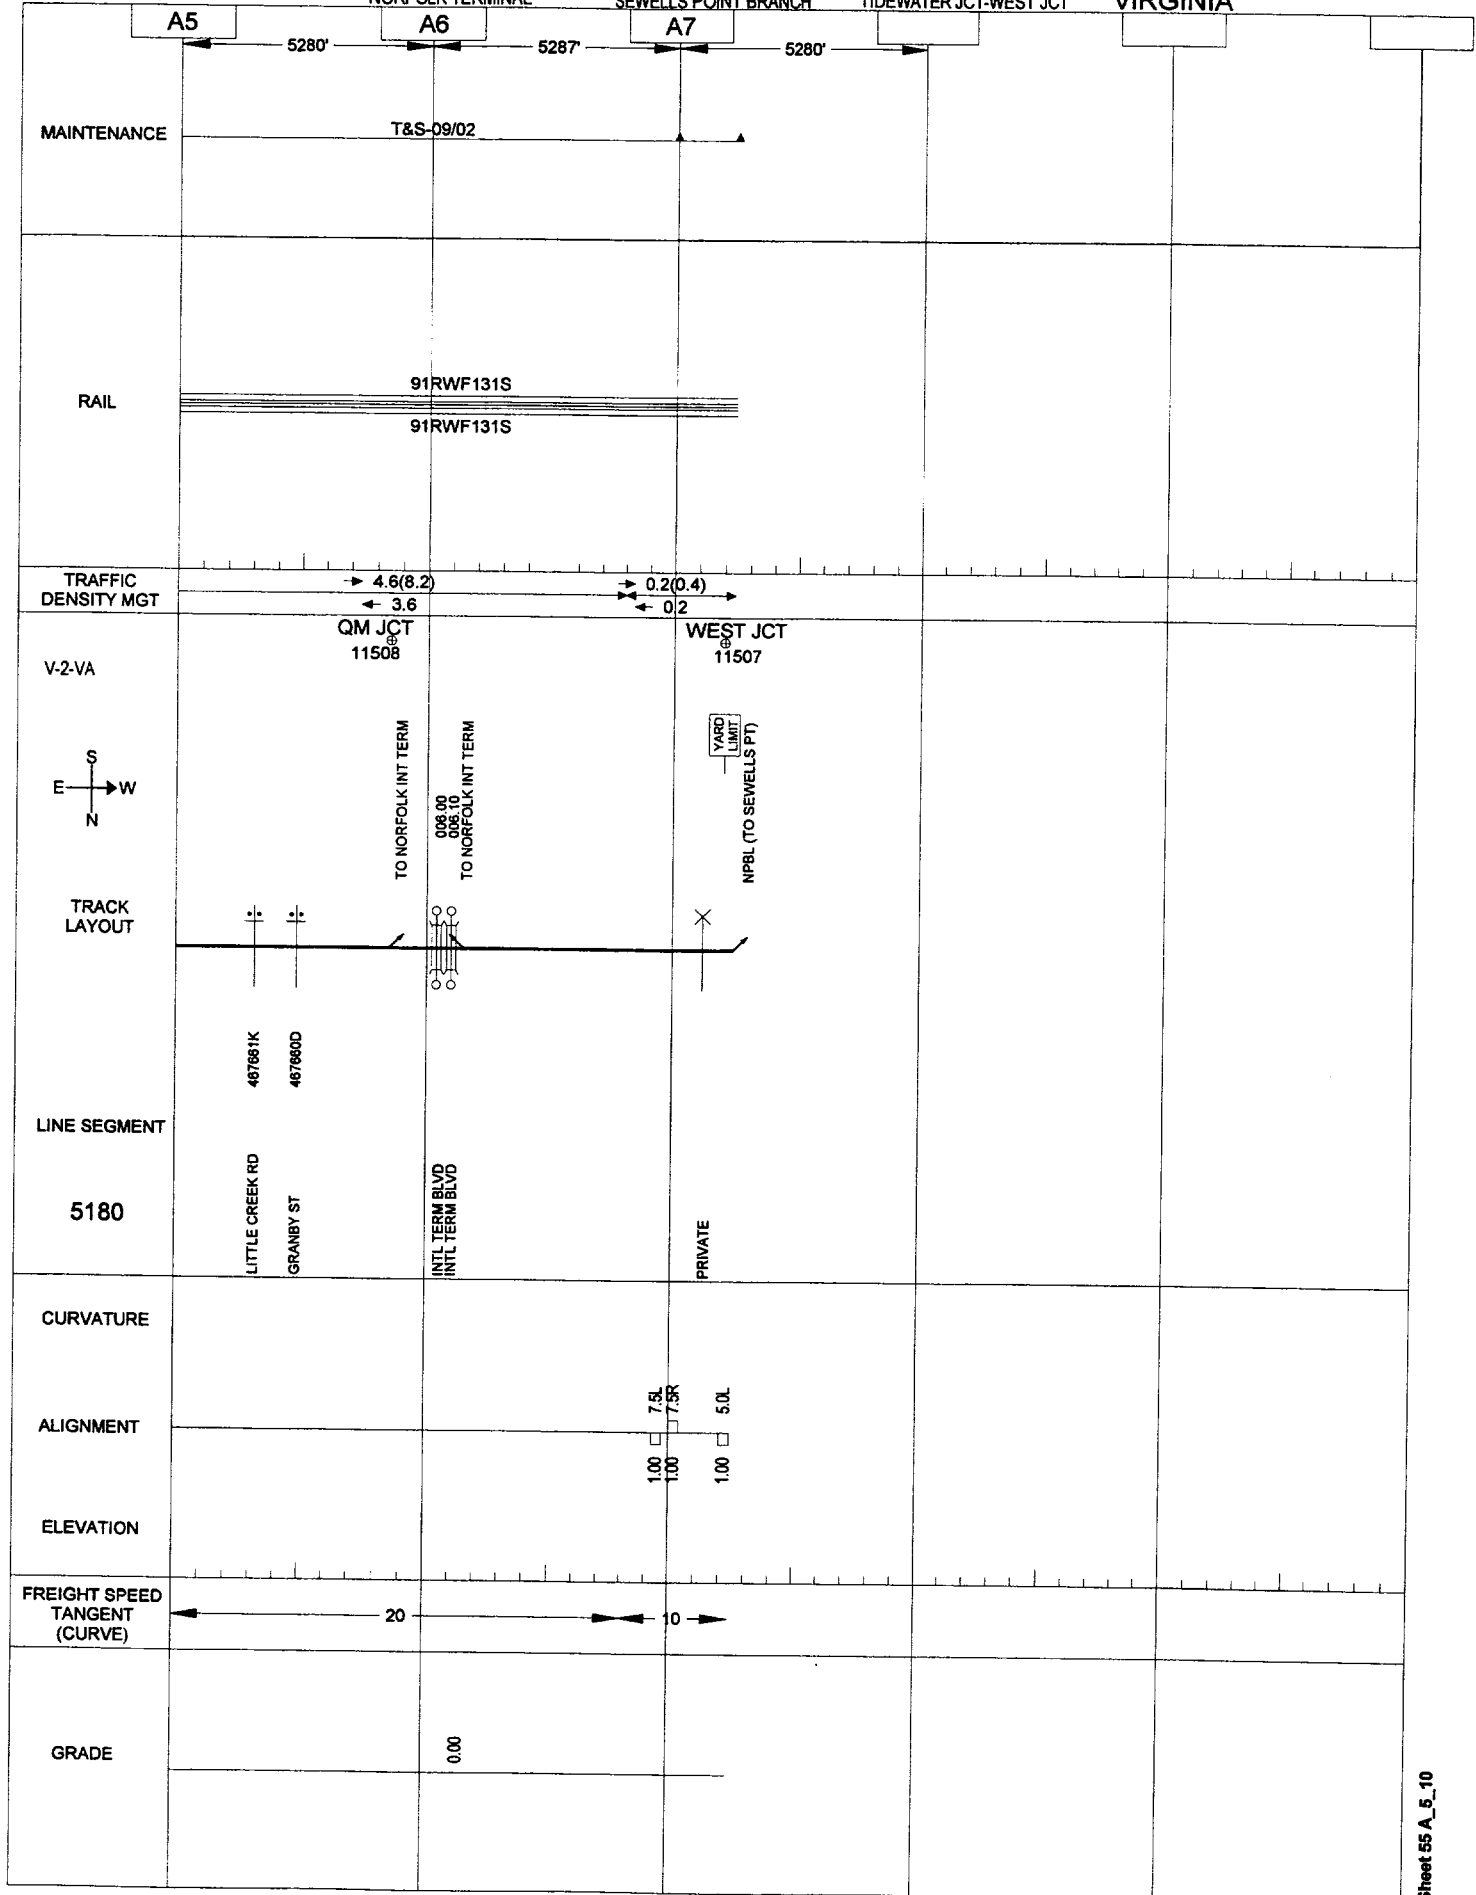 NORFOLK TERMINAL SEWELLS POINT BRANCH TIDEWATER JCT-WEST JCT VIRGINIA
A5 A6 A7
5280' 5287' 5280'
MAINTENANCE
T&S-09/02
RAIL
91RWF131S
91RWF131S
TRAFFIC
DENSITY MGT
4.6(8.2)
3.6
0.2(0.4)
0.2
QM JCT
11508
WEST JCT
11507
V-2-VA
S
E W
N
TO NORFOLK INT TERM
006.00
006.10
TO NORFOLK INT TERM
YARD
LIMIT
NPBL (TO SEWELLS PT)
TRACK
LAYOUT
467661K
467660D
LINE SEGMENT
5180
LITTLE CREEK RD
GRANBY ST
INTL TERM BLVD
INTL TERM BLVD
PRIVATE
CURVATURE
7.5L
7.5R
5.0L
ALIGNMENT
1.00
1.00
1.00
ELEVATION
FREIGHT SPEED
TANGENT
(CURVE)
20
10
GRADE
0.00
Sheet 55 A_5_10